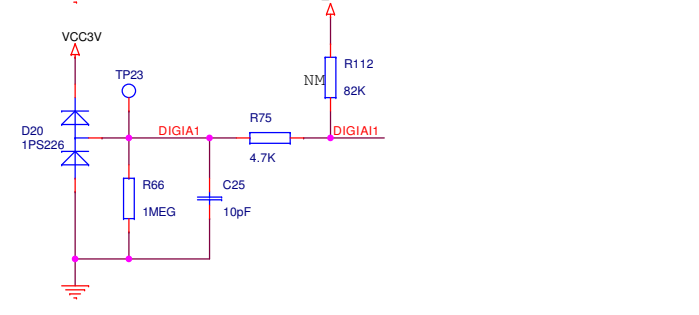 VCC3V
TP23
R112
NM
82K
D20
1PS226
DIGIA1
R75
DIGIAI1
4.7K
R66
C25
1MEG
10pF